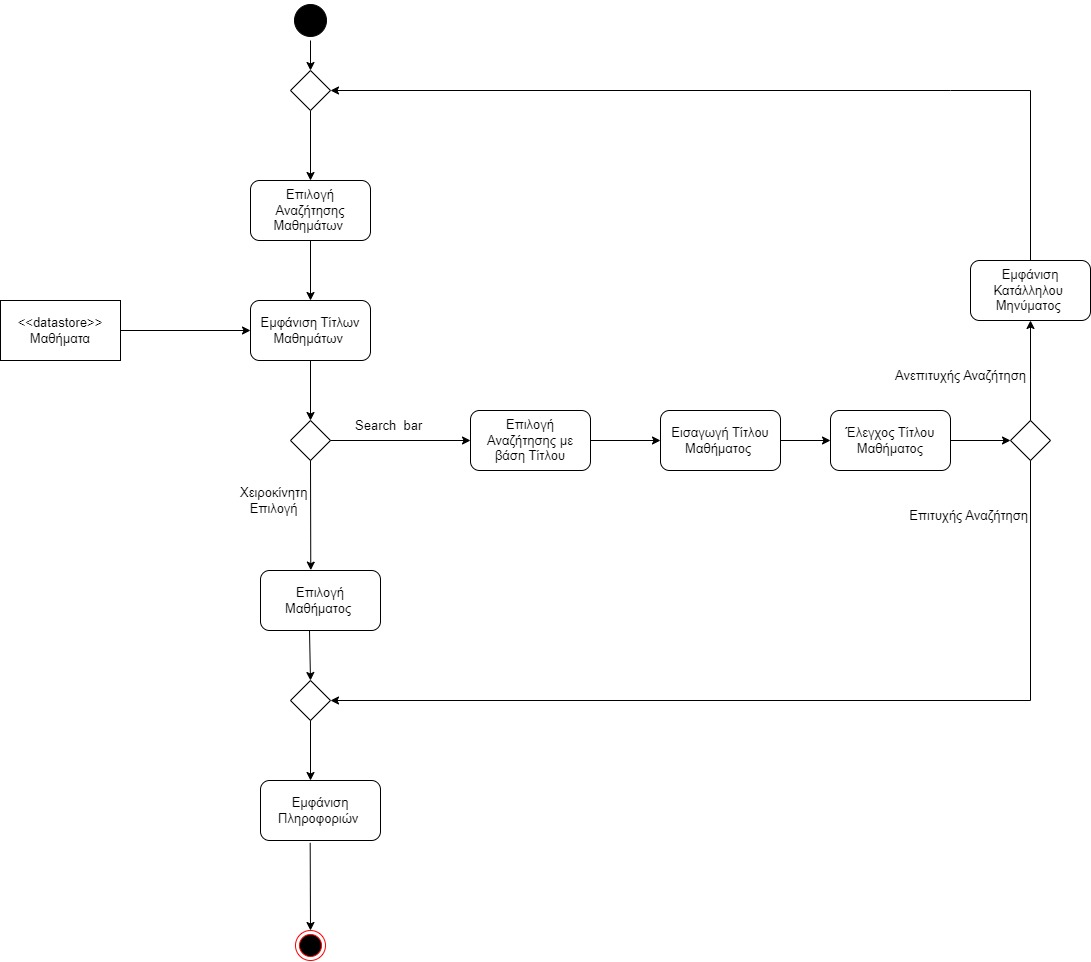 Επιλογή
Αναζήτησης
Μαθημάτων
<<datastore>>
Μαθήματα
Εμφάνιση Τίτλων
Μαθημάτων
Search bar
Επιλογή
Αναζήτησης με
βάση Τίτλου
Εισαγωγή Τίτλου
Μαθήματος
Έλεγχος Τίτλου
Μαθήματος
Ανεπιτυχής Αναζήτηση
Εμφάνιση
Κατάλληλου
Μηνύματος
Επιτυχής Αναζήτηση
Χειροκίνητη
Επιλογή
Επιλογή
Μαθήματος
Εμφάνιση
Πληροφοριών